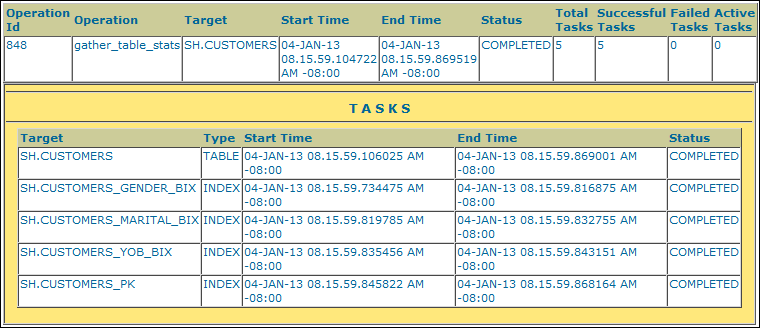 Operation Id Operation Target Start Time End Time Status Total Tasks Successful Tasks Failed Tasks Active Tasks
848 gather_table_stats SH.CUSTOMERS 04-JAN-13 08.15.59.104722 AM -08:00 04-JAN-13 08.15.59.869519 AM -08:00 COMPLETED 5 5 0 0
T A S K S
Target Type Start Time End Time Status
SH.CUSTOMERS TABLE 04-JAN-13 08.15.59.106025 AM -08:00 04-JAN-13 08.15.59.869001 AM -08:00 COMPLETED
SH.CUSTOMERS_GENDER_BIX INDEX 04-JAN-13 08.15.59.734475 AM -08:00 04-JAN-13 08.15.59.816875 AM -08:00 COMPLETED
SH.CUSTOMERS_MARITAL_BIX INDEX 04-JAN-13 08.15.59.819785 AM -08:00 04-JAN-13 08.15.59.832755 AM -08:00 COMPLETED
SH.CUSTOMERS_YOB_BIX INDEX 04-JAN-13 08.15.59.835456 AM -08:00 04-JAN-13 08.15.59.843151 AM -08:00 COMPLETED
SH.CUSTOMERS_PK INDEX 04-JAN-13 08.15.59.845822 AM -08:00 04-JAN-13 08.15.59.868164 AM -08:00 COMPLETED